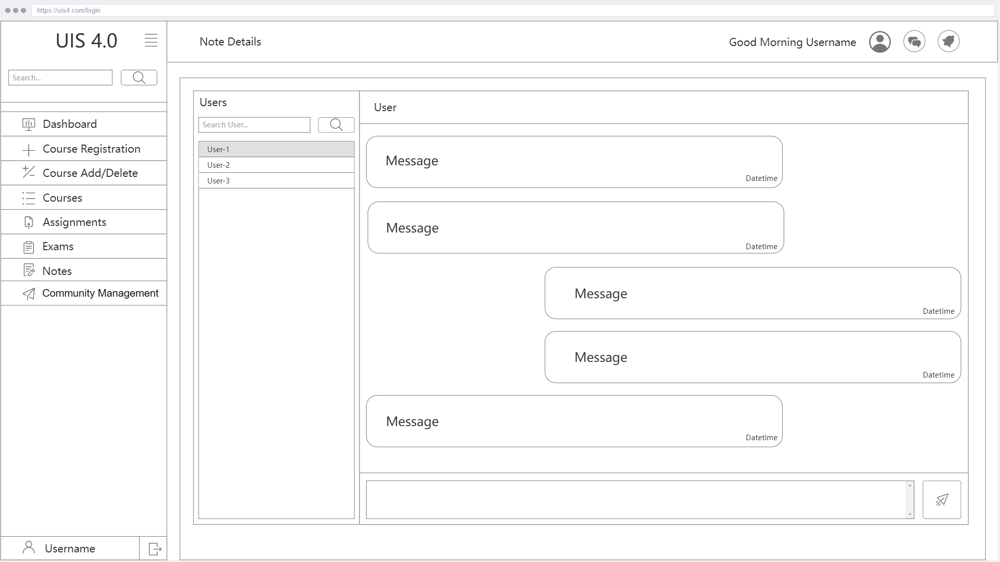 https://uis4.com/login
UIS 4.0
Search...
Dashboard
Course Registration
Course Add/Delete
Courses
Assignments
Exams
Notes
Community Management
Username
Note Details
Good Morning Username
Users
Search User...
User-1
User-2
User-3
User
Message
Datetime
Message
Datetime
Message
Datetime
Message
Datetime
Message
Datetime